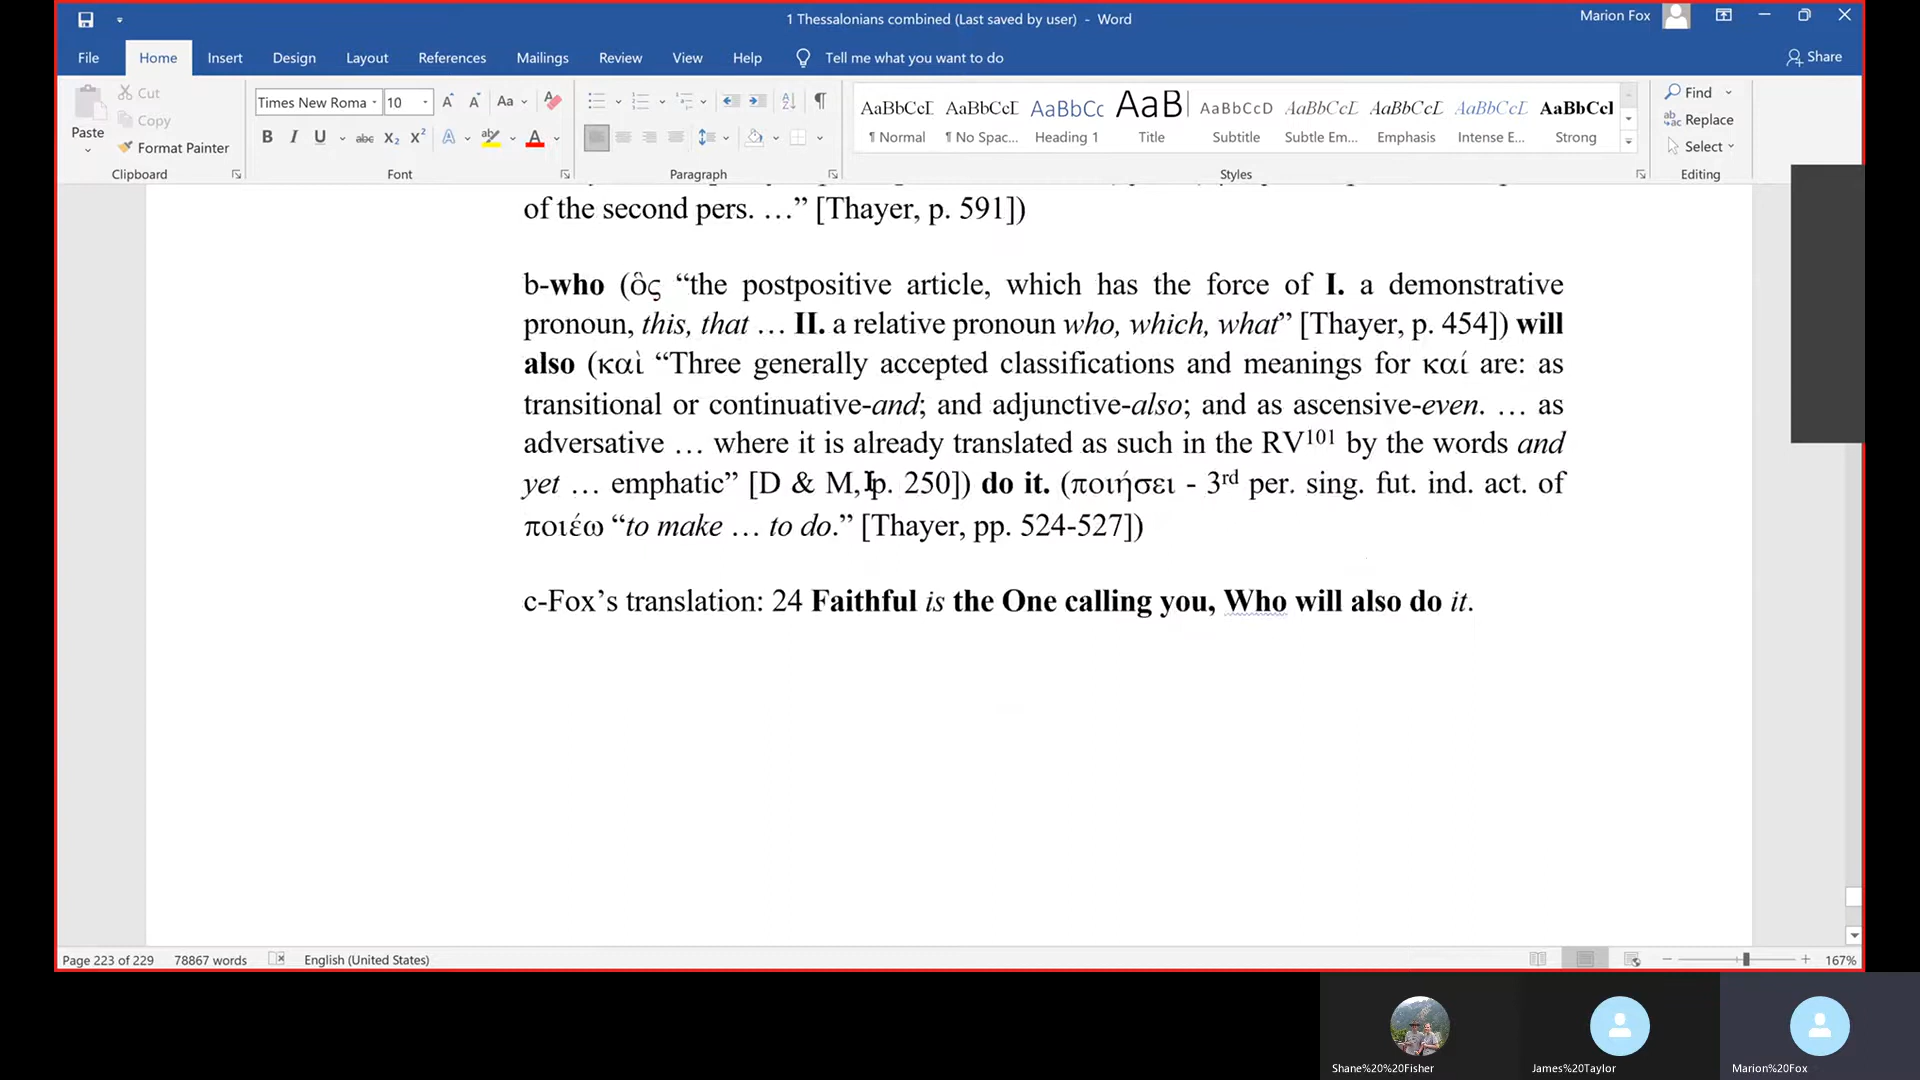 1 Thessalonians combined (Last saved by user) - Word
Marion Fox
File Home Insert Design Layout References Mailings Review View Help Tell me what you want to do Share
Paste
Cut
Copy
Format Painter
Clipboard
Times New Roma 10
Font
Paragraph
AaBbCcD AaBbCcD AaBbCc AaB AaBbCcD AaBbCcD AaBbCcD AaBbCcD AaBbCcl
¶ Normal ¶ No Spac... Heading 1 Title Subtitle Subtle Em... Emphasis Intense E... Strong
Styles
Find
Replace
Select
Editing
of the second pers. …” [Thayer, p. 591])
b-who (ὃς “the postpositive article, which has the force of I. a demonstrative
pronoun, this, that … II. a relative pronoun who, which, what” [Thayer, p. 454]) will
also (καὶ “Three generally accepted classifications and meanings for καί are: as
transitional or continuative-and; and adjunctive-also; and as ascensive-even. … as
adversative … where it is already translated as such in the RV101 by the words and
yet … emphatic” [D & M, p. 250]) do it. (ποιήσει - 3rd per. sing. fut. ind. act. of
ποιέω “to make … to do.” [Thayer, pp. 524-527])
c-Fox’s translation: 24 Faithful is the One calling you, Who will also do it.
Page 223 of 229 78867 words English (United States) 167%
Shane%20%20Fisher James%20Taylor Marion%20Fox